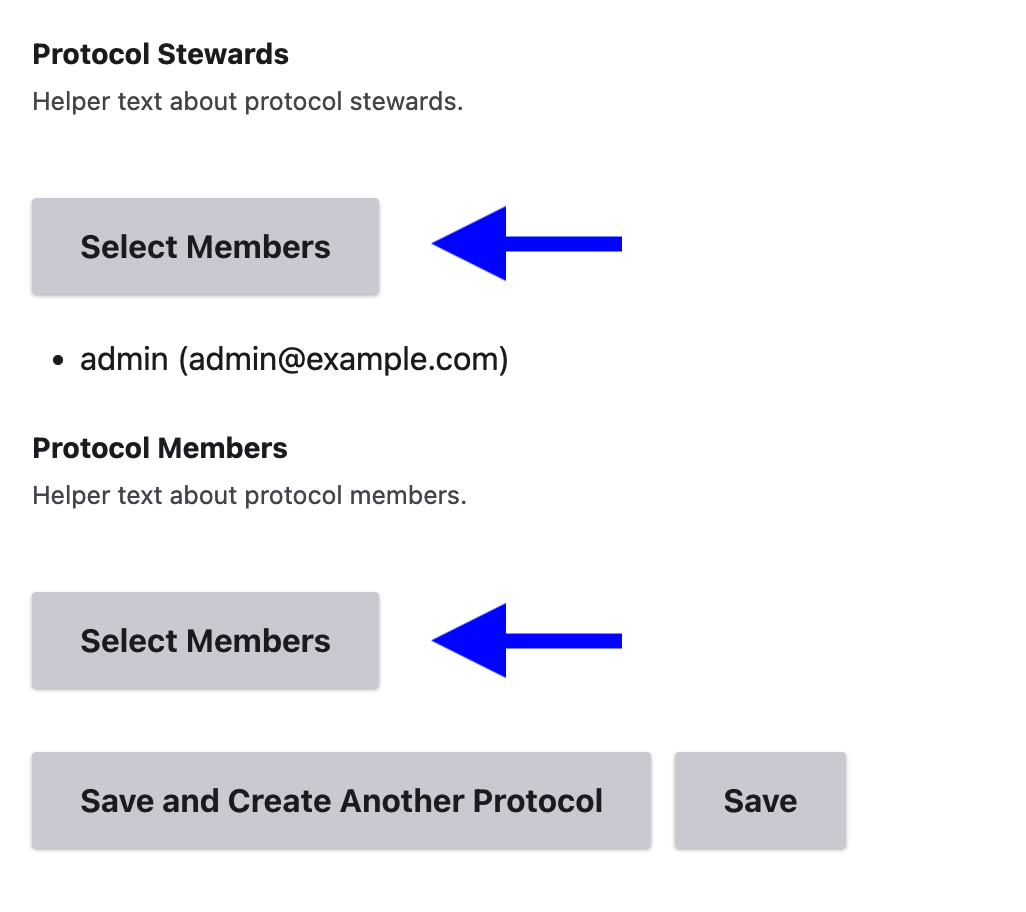 Protocol Stewards
Helper text about protocol stewards.
Select Members
• admin (admin@example.com)
Protocol Members
Helper text about protocol members.
Select Members
Save and Create Another Protocol Save